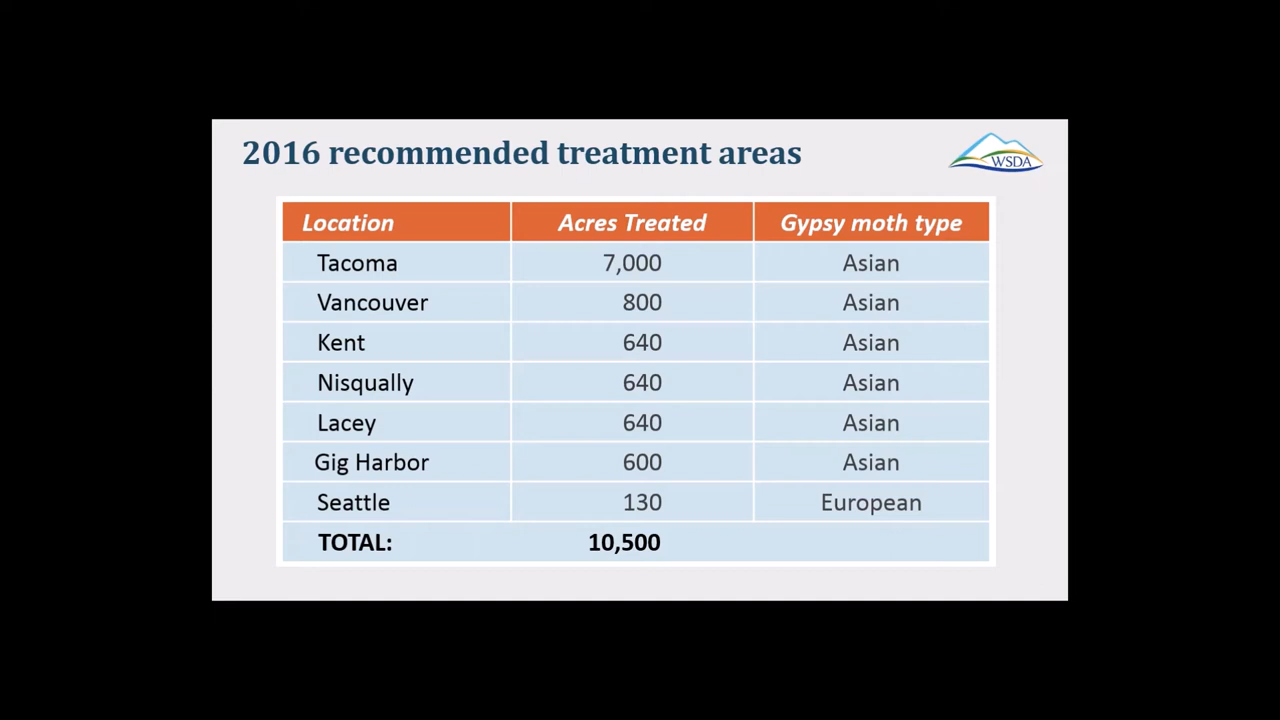 2016 recommended treatment areas
WSDA
Location Acres Treated Gypsy moth type
Tacoma 7,000 Asian
Vancouver 800 Asian
Kent 640 Asian
Nisqually 640 Asian
Lacey 640 Asian
Gig Harbor 600 Asian
Seattle 130 European
TOTAL: 10,500